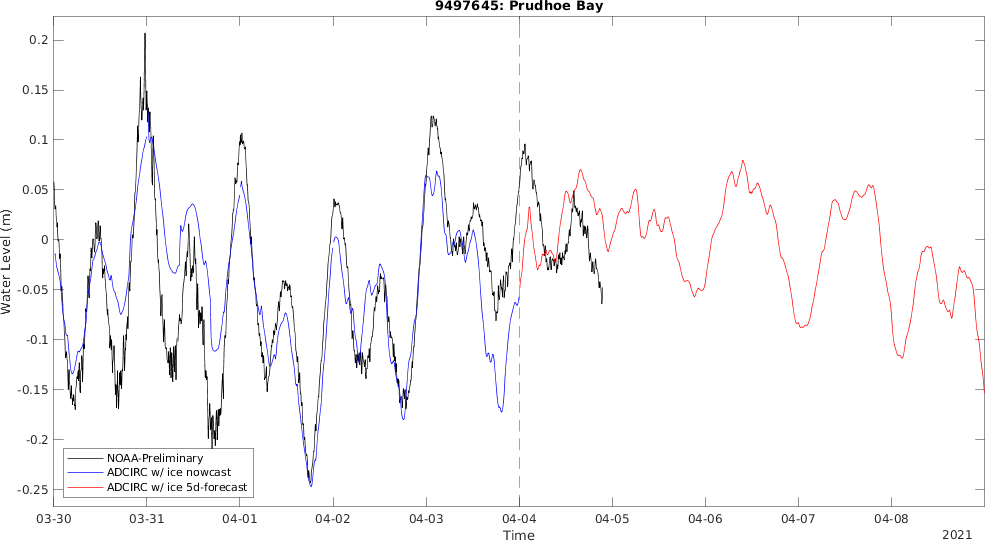 9497645: Prudhoe Bay
Water Level (m)
0.2
0.15
0.1
0.05
0
-0.05
-0.1
-0.15
-0.2
-0.25
NOAA-Preliminary
ADCIRC w/ ice nowcast
ADCIRC w/ ice 5d-forecast
03-30 03-31 04-01 04-02 04-03 04-04 04-05 04-06 04-07 04-08
Time
2021